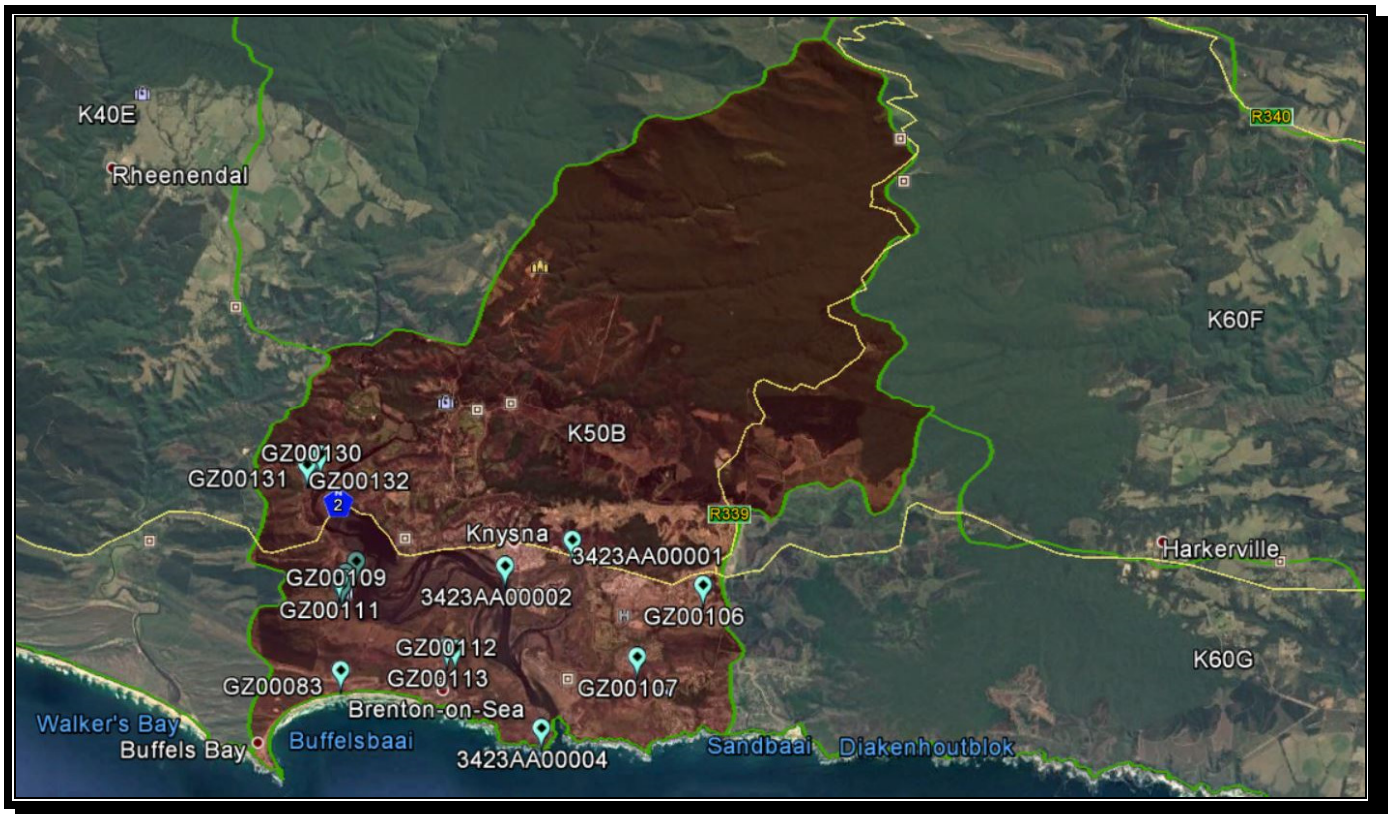 R340
K40E
Rheenendal
K60F
K50B
GZ00130
GZ00131
GZ00132
N
2
R339
Knysna
3423AA00001
Harkerville
GZ00109
3423AA00002
GZ00111
GZ00106
H
GZ00112
K60G
GZ00113
GZ00083
GZ00107
Brenton-on-Sea
Walker's Bay
Buffelsbaai
Buffels Bay
Sandbaai
Diakenhoutblok
3423AA00004